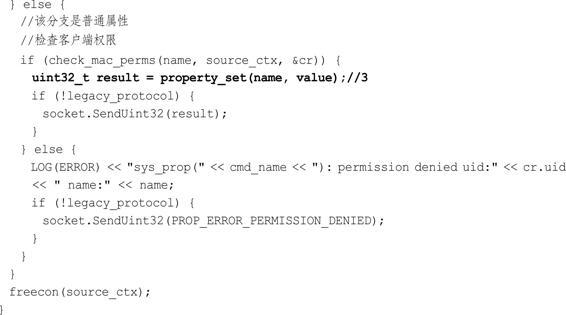 } else {
//该分支是普通属性
//检查客户端权限
if (check_mac_perms(name, source_ctx, &cr)) {
uint32_t result = property_set(name, value);//3
if (!legacy_protocol) {
socket.SendUint32(result);
}
} else {
LOG(ERROR) << "sys_prop(" << cmd_name << "): permission denied uid:" << cr.uid
<< " name:" << name;
if (!legacy_protocol) {
socket.SendUint32(PROP_ERROR_PERMISSION_DENIED);
}
}
}
freecon(source_ctx);
}